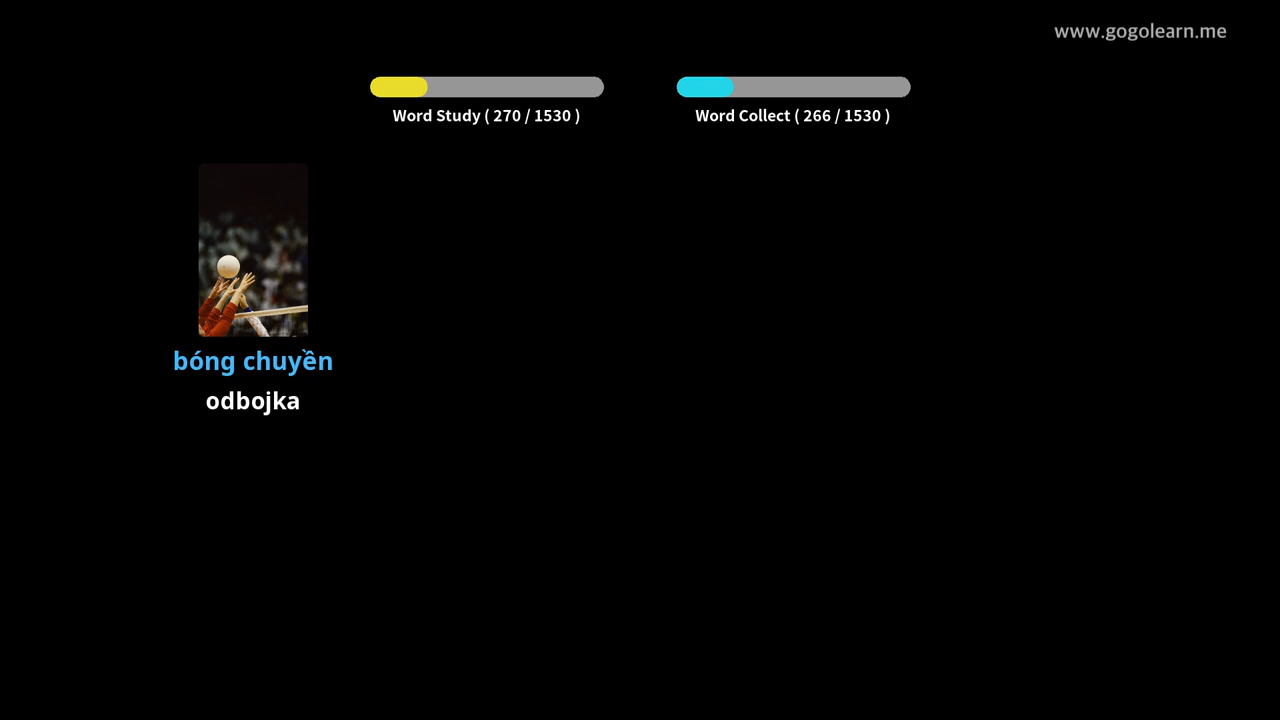 www.gogolearn.me
Word Study ( 270 / 1530 )
Word Collect ( 266 / 1530 )
bóng chuyền
odbojka